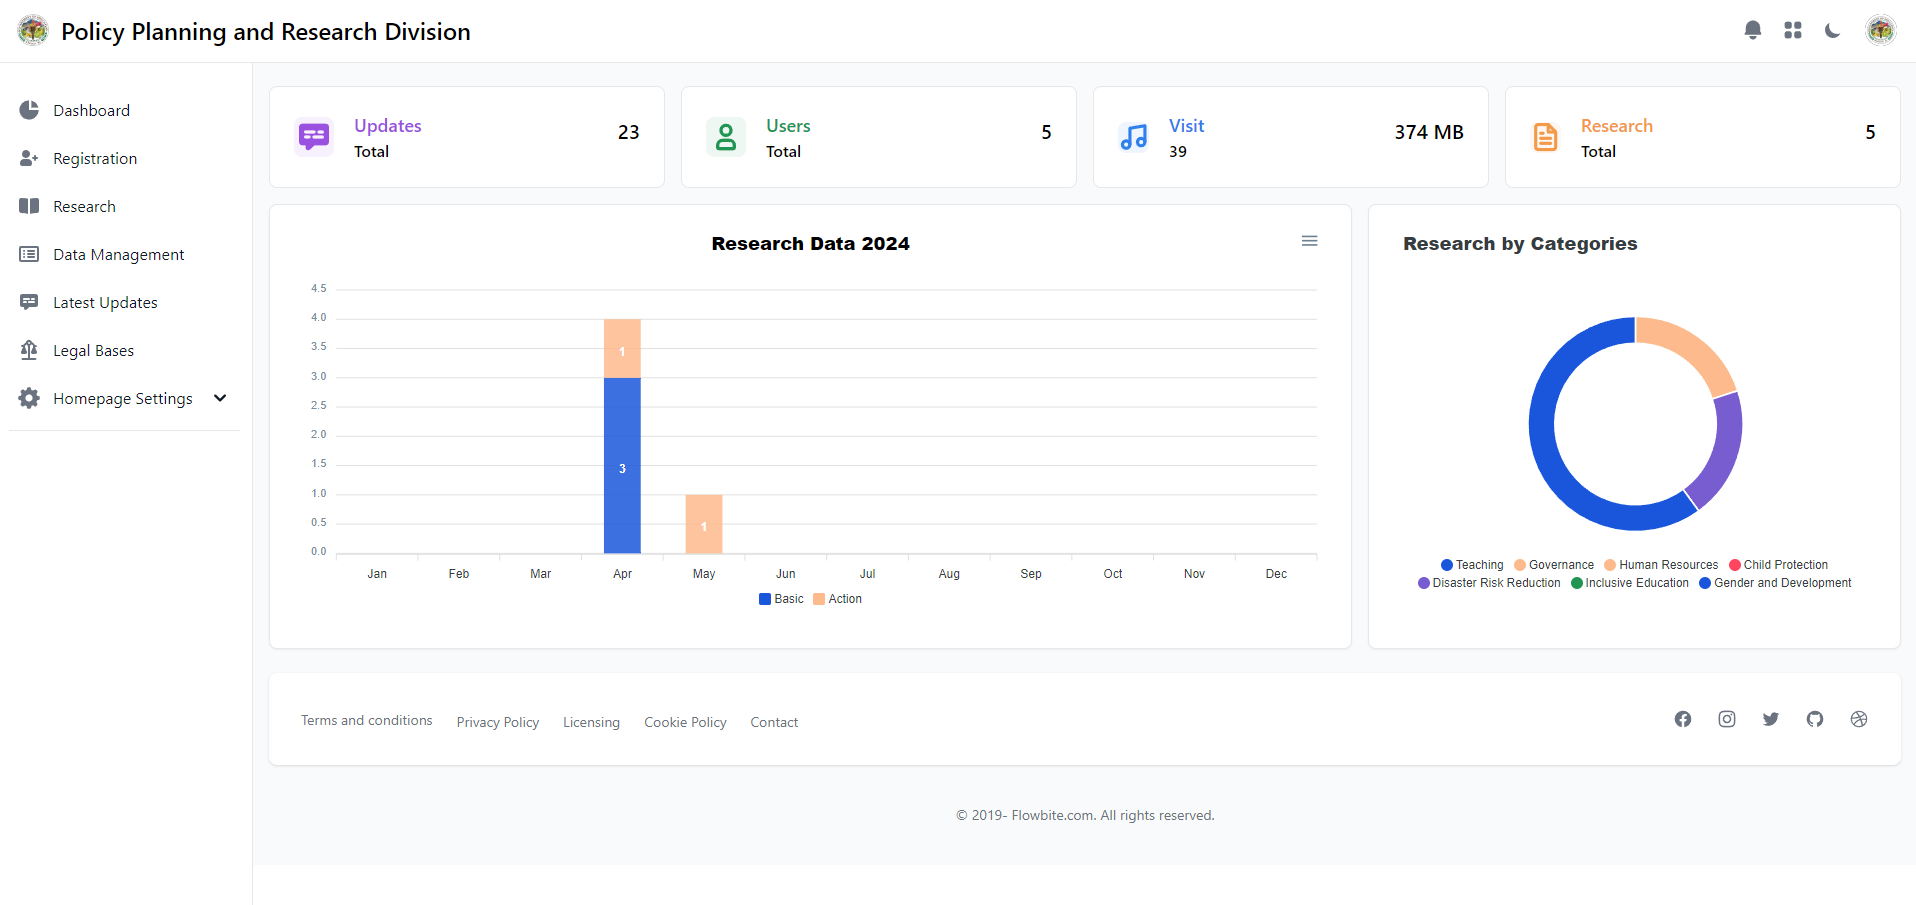 Policy Planning and Research Division
Dashboard
Registration
Research
Data Management
Latest Updates
Legal Bases
Homepage Settings
Updates
Total
23
Users
Total
5
Visit
39
374 MB
Research
Total
5
Research Data 2024
4.5
4.0
3.5
3.0
2.5
2.0
1.5
1.0
0.5
0.0
1
3
1
Jan Feb Mar Apr May Jun Jul Aug Sep Oct Nov Dec
Basic Action
Research by Categories
Teaching Governance Human Resources Child Protection
Disaster Risk Reduction Inclusive Education Gender and Development
Terms and conditions Privacy Policy Licensing Cookie Policy Contact
© 2019- Flowbite.com. All rights reserved.